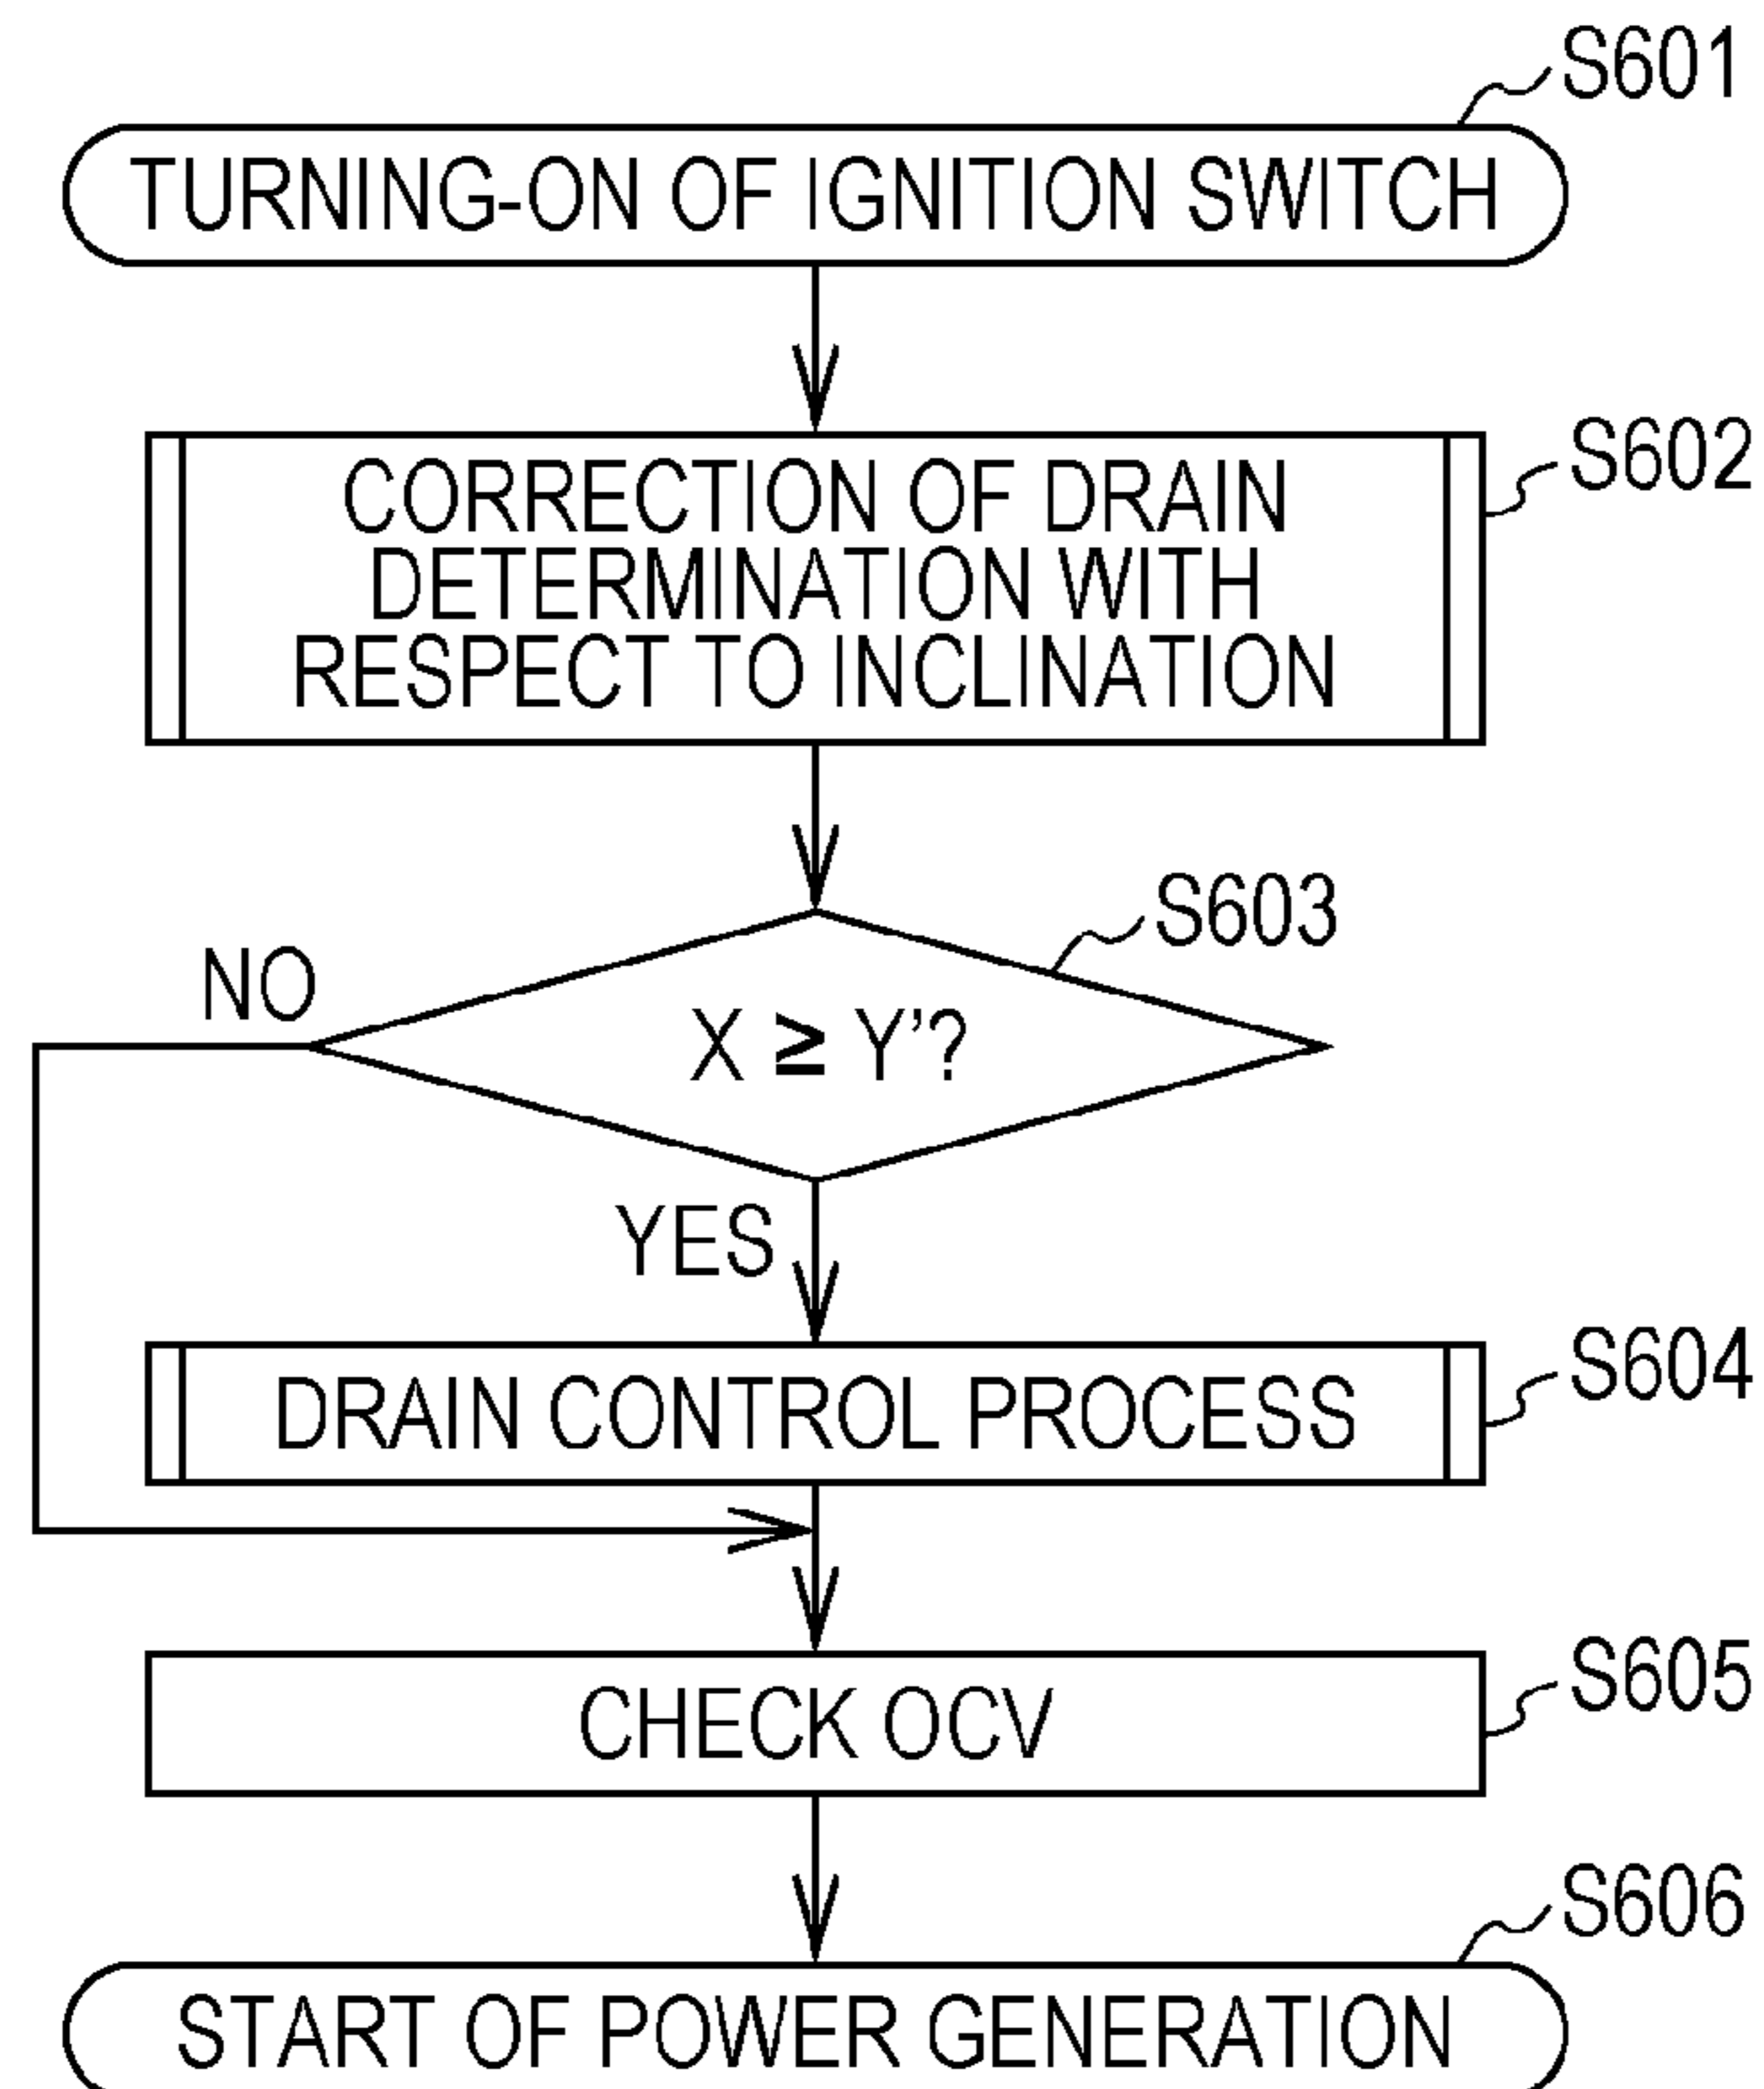 S601
TURNING-ON OF IGNITION SWITCH
S602
CORRECTION OF DRAIN
DETERMINATION WITH
RESPECT TO INCLINATION
S603
NO
X ≧ Y'?
YES
S604
DRAIN CONTROL PROCESS
S605
CHECK OCV
S606
START OF POWER GENERATION